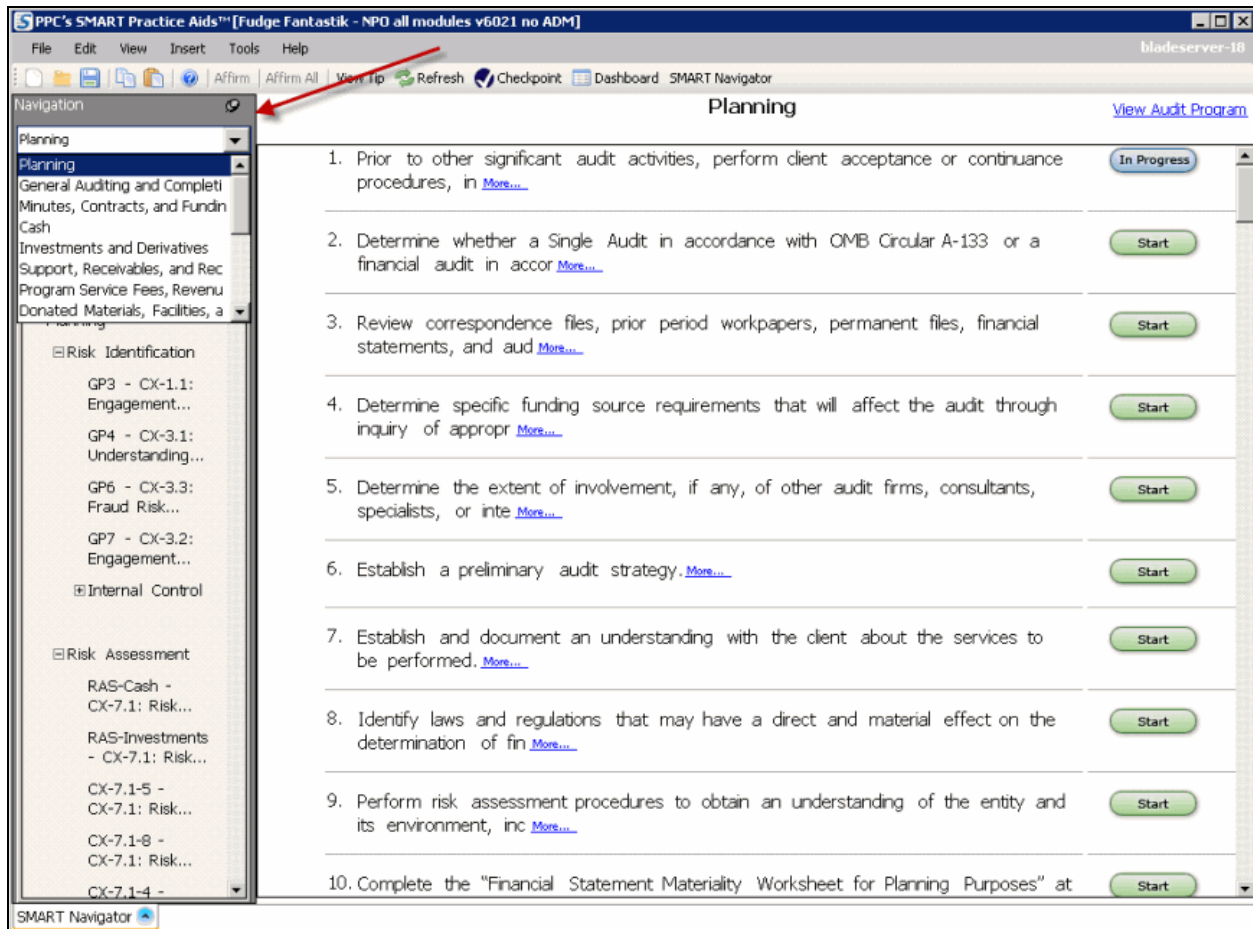 PPC's SMART Practice Aids™ [Fudge Fantastik - NPO all modules v6021 no ADM]
File Edit View Insert Tools Help
bladeserver-18
Affirm Affirm All View Tip Refresh Checkpoint Dashboard SMART Navigator
Navigation
Planning
Planning
General Auditing and Completi
Minutes, Contracts, and Fundin
Cash
Investments and Derivatives
Support, Receivables, and Rec
Program Service Fees, Revenu
Donated Materials, Facilities, a
Planning
Risk Identification
GP3 - CX-1.1:
Engagement...
GP4 - CX-3.1:
Understanding...
GP6 - CX-3.3:
Fraud Risk...
GP7 - CX-3.2:
Engagement...
Internal Control
Risk Assessment
RAS-Cash -
CX-7.1: Risk...
RAS-Investments
- CX-7.1: Risk...
CX-7.1-5 -
CX-7.1: Risk...
CX-7.1-8 -
CX-7.1: Risk...
CX-7.1-4 -
Planning
View Audit Program
1. Prior to other significant audit activities, perform client acceptance or continuance
procedures, in More...
In Progress
2. Determine whether a Single Audit in accordance with OMB Circular A-133 or a
financial audit in accor More...
Start
3. Review correspondence files, prior period workpapers, permanent files, financial
statements, and aud More...
Start
4. Determine specific funding source requirements that will affect the audit through
inquiry of appropr More...
Start
5. Determine the extent of involvement, if any, of other audit firms, consultants,
specialists, or inte More...
Start
6. Establish a preliminary audit strategy. More...
Start
7. Establish and document an understanding with the client about the services to
be performed. More...
Start
8. Identify laws and regulations that may have a direct and material effect on the
determination of fin More...
Start
9. Perform risk assessment procedures to obtain an understanding of the entity and
its environment, inc More...
Start
10. Complete the "Financial Statement Materiality Worksheet for Planning Purposes" at
Start
SMART Navigator